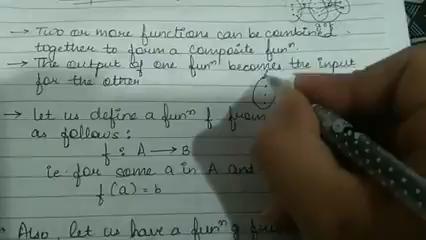 → Two or more functions can be combined
together to form a composite funⁿ.
→ The output of one funⁿ becomes the input
for the other
→ Let us define a funⁿ f from
as follows:
f : A → B
ie for some a in A and
f(a) = b
Also, let us have a funⁿ g